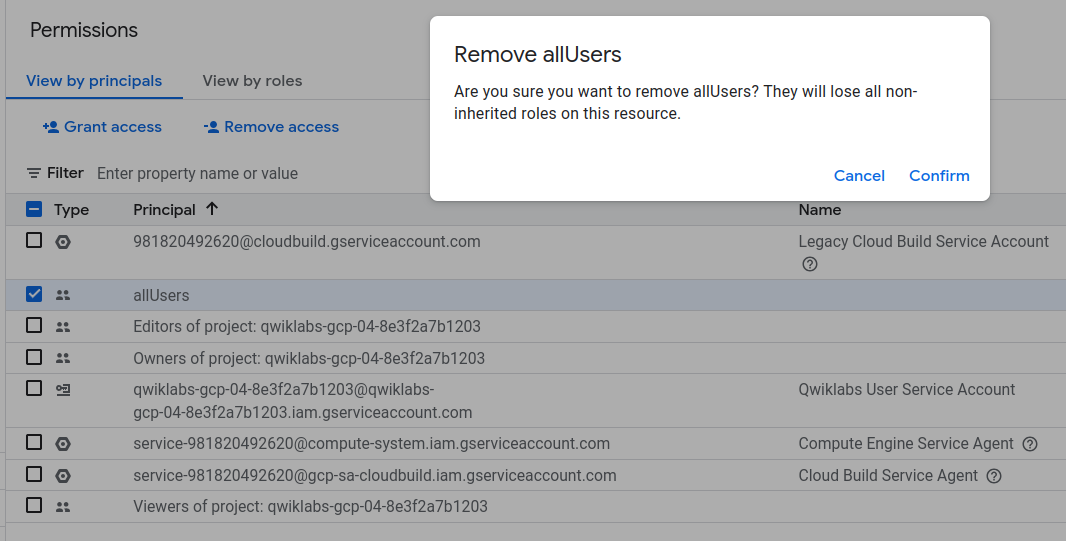 Permissions
Remove allUsers
Are you sure you want to remove allUsers? They will lose all non-
inherited roles on this resource.
Cancel Confirm
View by principals View by roles
Grant access Remove access
Filter Enter property name or value
Type Principal Name
981820492620@cloudbuild.gserviceaccount.com Legacy Cloud Build Service Account
allUsers
Editors of project: qwiklabs-gcp-04-8e3f2a7b1203
Owners of project: qwiklabs-gcp-04-8e3f2a7b1203
qwiklabs-gcp-04-8e3f2a7b1203@qwiklabs- Qwiklabs User Service Account
gcp-04-8e3f2a7b1203.iam.gserviceaccount.com
service-981820492620@compute-system.iam.gserviceaccount.com Compute Engine Service Agent
service-981820492620@gcp-sa-cloudbuild.iam.gserviceaccount.com Cloud Build Service Agent
Viewers of project: qwiklabs-gcp-04-8e3f2a7b1203